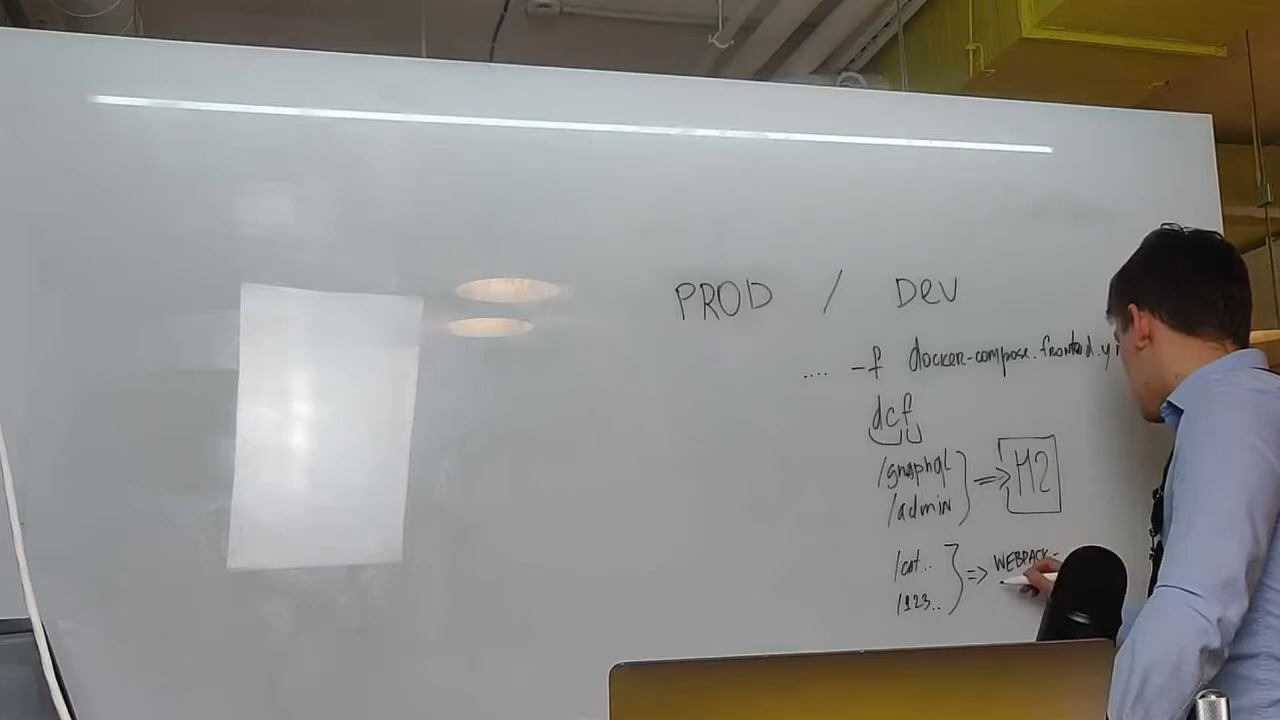 PROD / Dev
.... -f docker-compose.frontend.y
dcf
/graphql
/admin
=> M2
/cat..
/123..
=> WEBPACK-